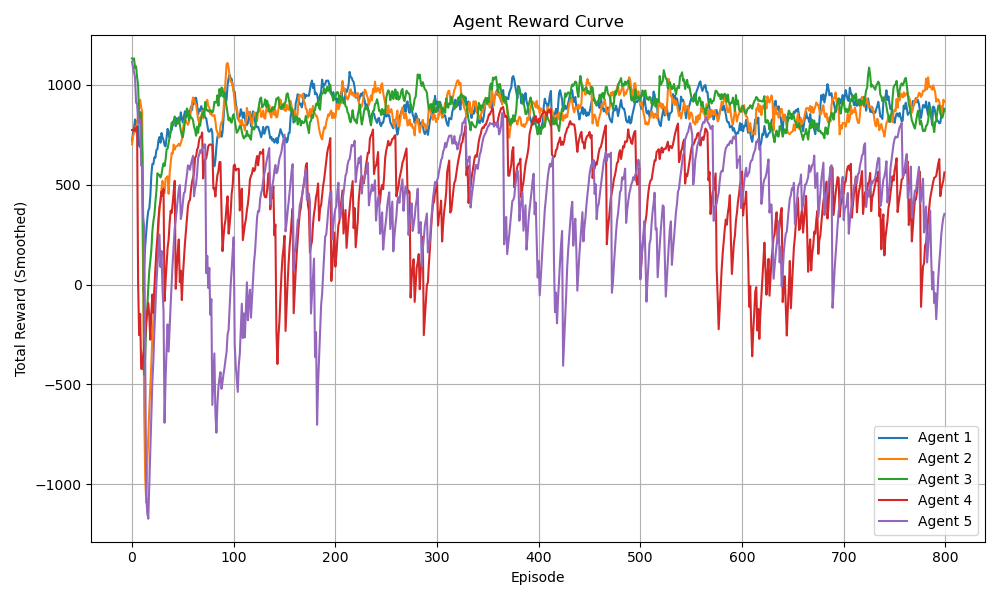 Agent Reward Curve
Total Reward (Smoothed)
1000
500
0
−500
−1000
0 100 200 300 400 500 600 700 800
Episode
Agent 1
Agent 2
Agent 3
Agent 4
Agent 5